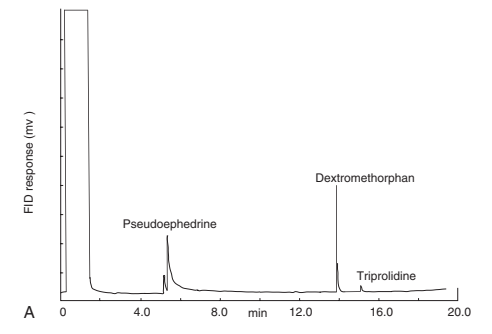 FID response (mv )
Dextromethorphan
Pseudoephedrine
Triprolidine
A
0 4.0 8.0 min 12.0 16.0 20.0